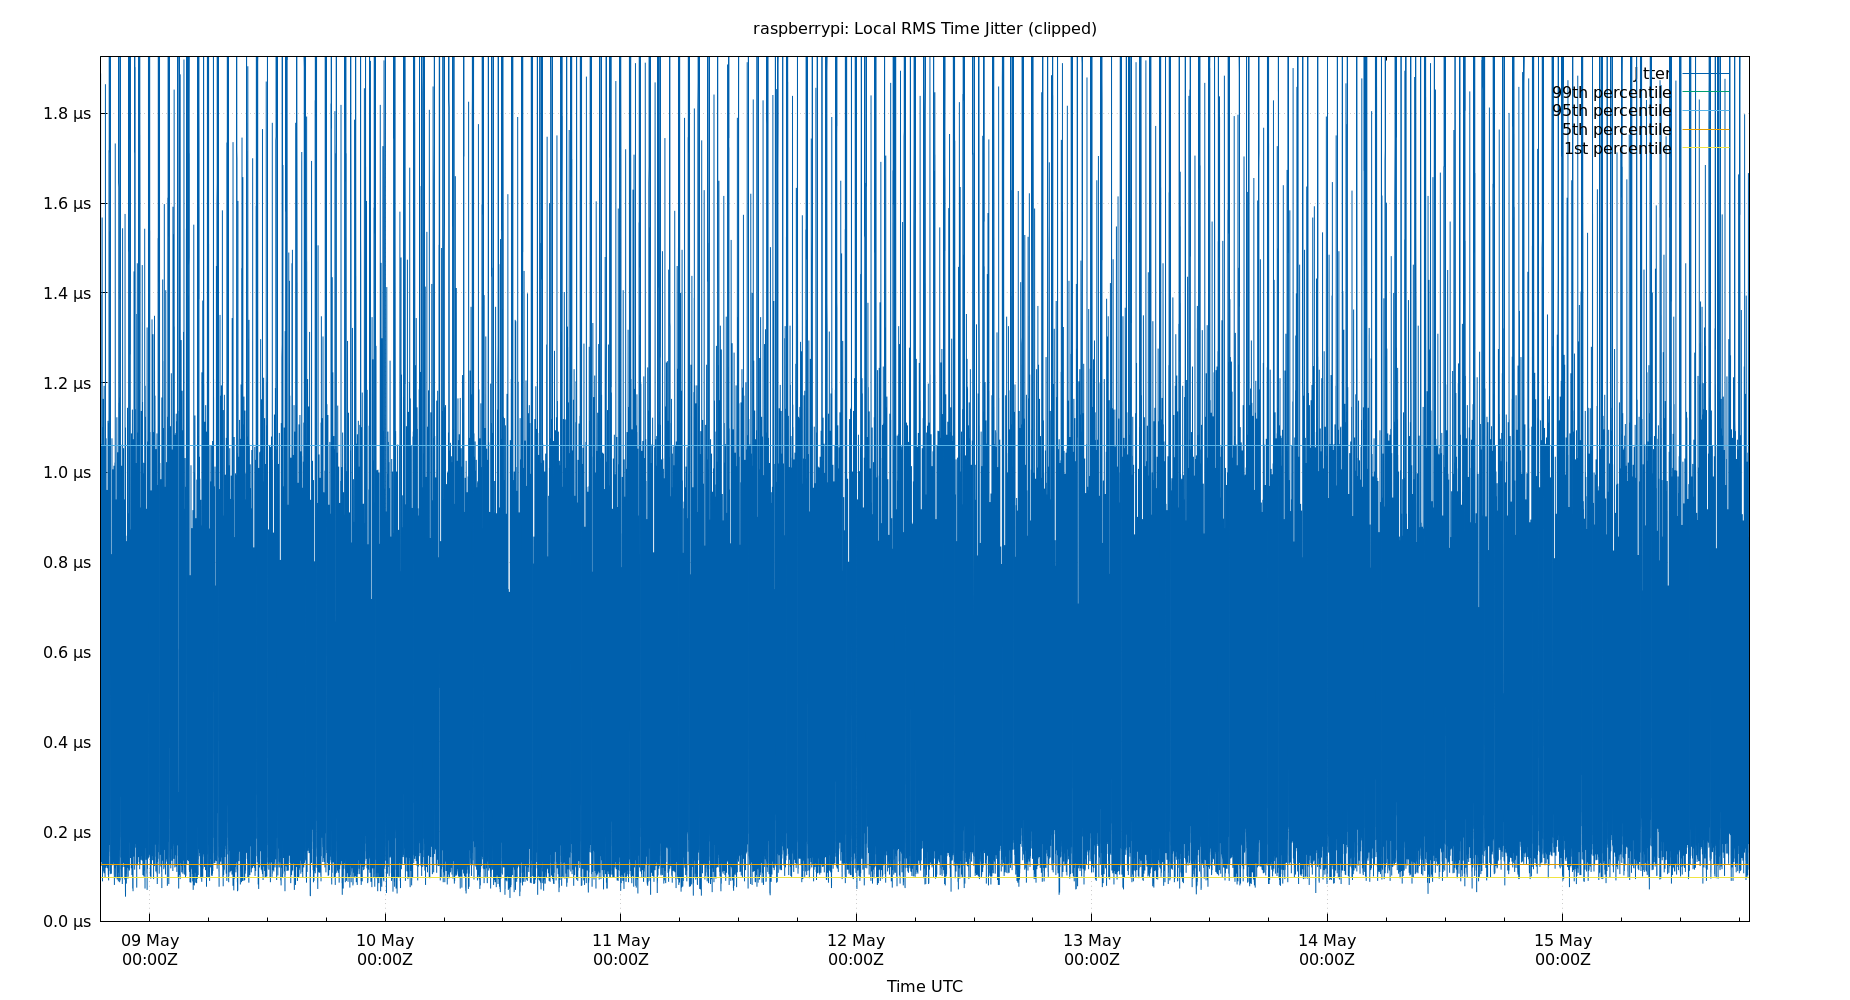 raspberrypi: Local RMS Time Jitter (clipped)
1.8 µs
1.6 µs
1.4 µs
1.2 µs
1.0 µs
0.8 µs
0.6 µs
0.4 µs
0.2 µs
0.0 µs
jitter
99th percentile
95th percentile
5th percentile
1st percentile
09 May 10 May 11 May 12 May 13 May 14 May 15 May
00:00Z 00:00Z 00:00Z 00:00Z 00:00Z 00:00Z 00:00Z
Time UTC